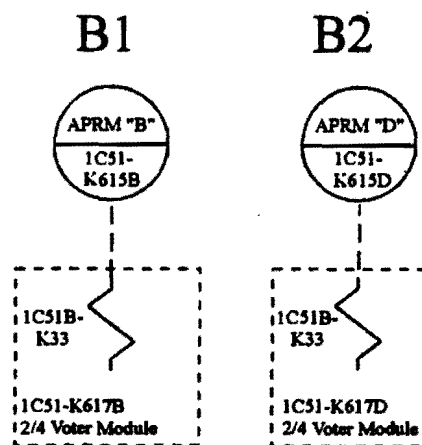 B1
B2
APRM "B"
1C51-
K615B
APRM "D"
1C51-
K615D
1C51B-
K33
1C51B-
K33
1C51-K617B
2/4 Voter Module
1C51-K617D
2/4 Voter Module